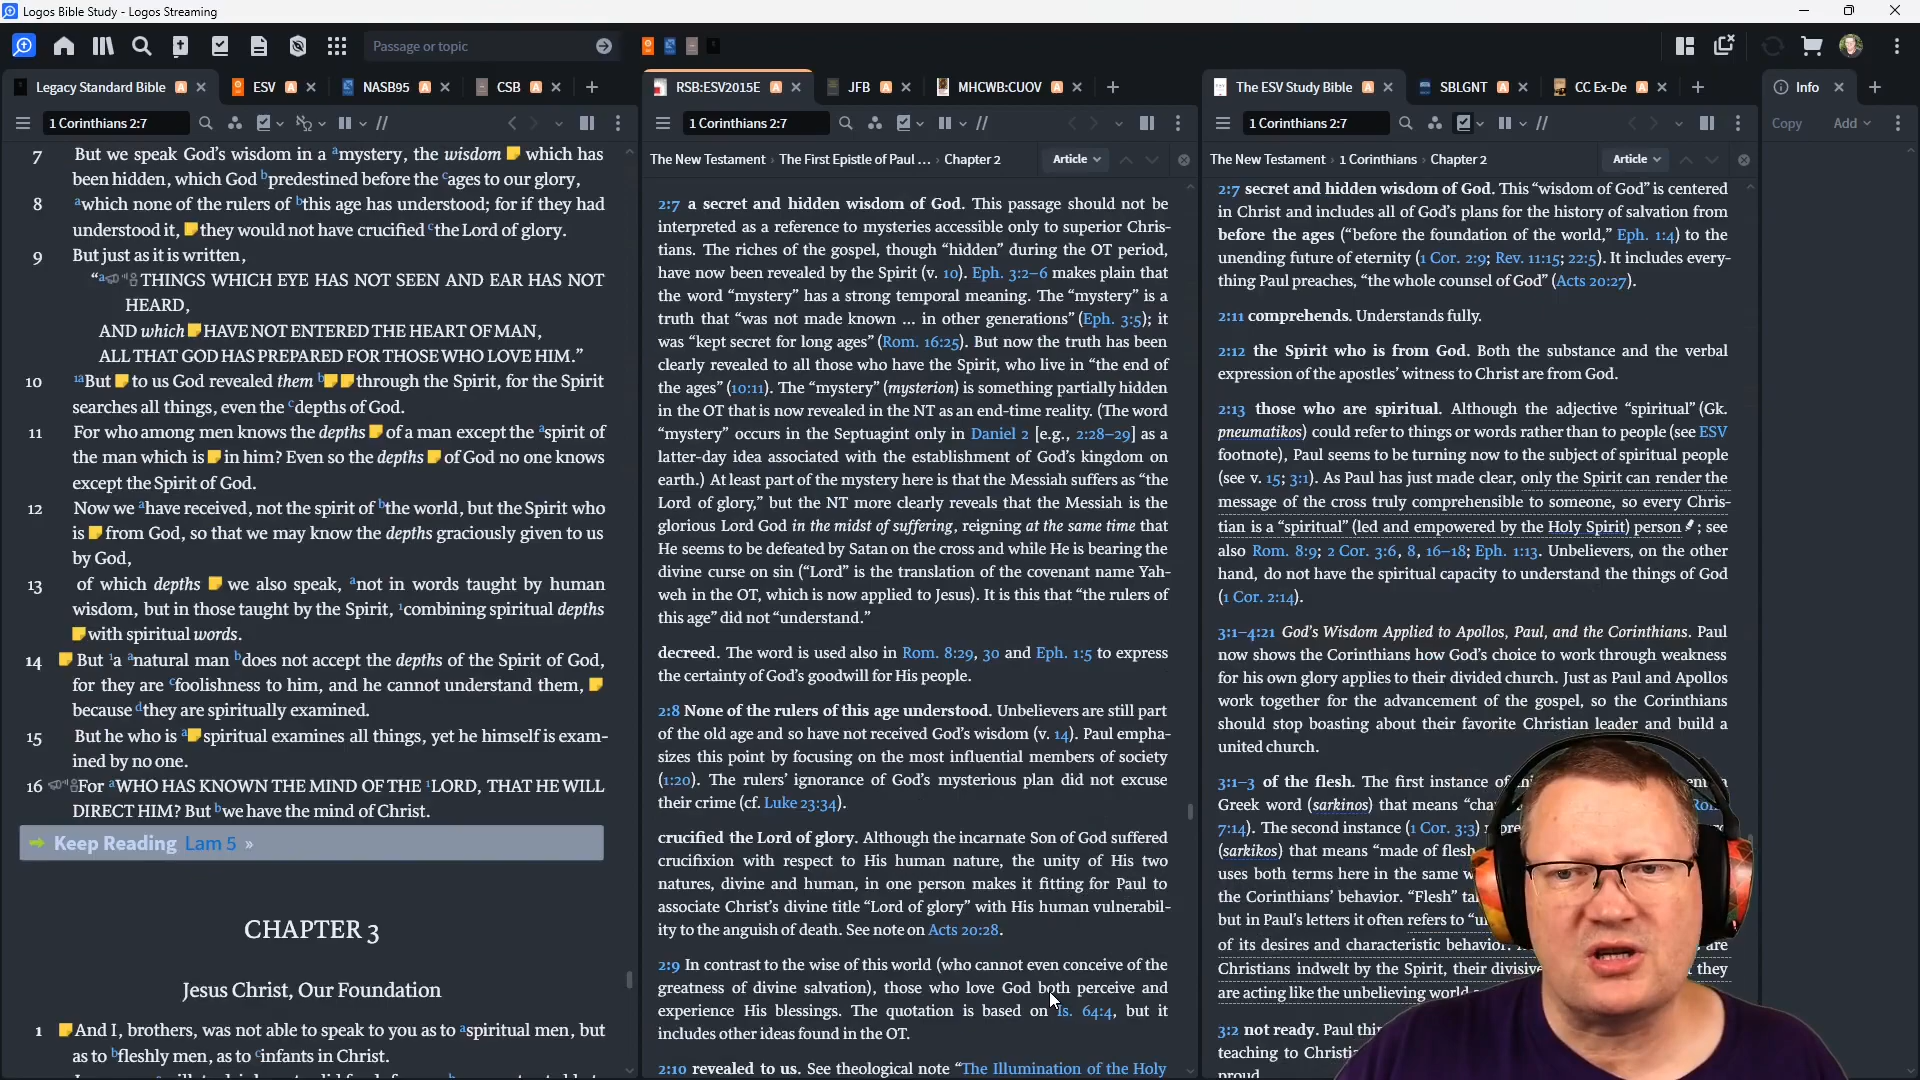 Logos Bible Study - Logos Streaming
Passage or topic
Legacy Standard Bible A
ESV A
NASB95 A
CSB A
1 Corinthians 2:7
7 But we speak God’s wisdom in a ᵃmystery, the wisdom which has
been hidden, which God ᵇpredestined before the ᶜages to our glory,
8 ᵃwhich none of the rulers of ᵇthis age has understood; for if they had
understood it, they would not have crucified ᶜthe Lord of glory.
9 But just as it is written,
“ᵃTHINGS WHICH EYE HAS NOT SEEN AND EAR HAS NOT
HEARD,
AND which HAVE NOT ENTERED THE HEART OF MAN,
ALL THAT GOD HAS PREPARED FOR THOSE WHO LOVE HIM.”
10 ¹ᵃBut to us God revealed them ᵇthrough the Spirit, for the Spirit
searches all things, even the ᶜdepths of God.
11 For who among men knows the depths of a man except the ᵃspirit of
the man which is in him? Even so the depths of God no one knows
except the Spirit of God.
12 Now we ᵃhave received, not the spirit of ᵇthe world, but the Spirit who
is from God, so that we may know the depths graciously given to us
by God,
13 of which depths we also speak, ᵃnot in words taught by human
wisdom, but in those taught by the Spirit, ¹combining spiritual depths
with spiritual words.
14 But ¹a ᵃnatural man ᵇdoes not accept the depths of the Spirit of God,
for they are ᶜfoolishness to him, and he cannot understand them,
because ᵈthey are spiritually examined.
15 But he who is ᵃspiritual examines all things, yet he himself is exam-
ined by no one.
16 For ᵃWHO HAS KNOWN THE MIND OF THE ¹LORD, THAT HE WILL
DIRECT HIM? But ᵇwe have the mind of Christ.
Keep Reading Lam 5 »
CHAPTER 3
Jesus Christ, Our Foundation
1 And I, brothers, was not able to speak to you as to ᵃspiritual men, but
as to ᵇfleshly men, as to ᶜinfants in Christ.
RSB:ESV2015E A
JFB A
MHCWB:CUOV A
1 Corinthians 2:7
The New Testament › The First Epistle of Paul ... › Chapter 2
Article
2:7 a secret and hidden wisdom of God. This passage should not be
interpreted as a reference to mysteries accessible only to superior Chris-
tians. The riches of the gospel, though “hidden” during the OT period,
have now been revealed by the Spirit (v. 10). Eph. 3:2–6 makes plain that
the word “mystery” has a strong temporal meaning. The “mystery” is a
truth that “was not made known ... in other generations” (Eph. 3:5); it
was “kept secret for long ages” (Rom. 16:25). But now the truth has been
clearly revealed to all those who have the Spirit, who live in “the end of
the ages” (10:11). The “mystery” (mysterion) is something partially hidden
in the OT that is now revealed in the NT as an end-time reality. (The word
“mystery” occurs in the Septuagint only in Daniel 2 [e.g., 2:28–29] as a
latter-day idea associated with the establishment of God’s kingdom on
earth.) At least part of the mystery here is that the Messiah suffers as “the
Lord of glory,” but the NT more clearly reveals that the Messiah is the
glorious Lord God in the midst of suffering, reigning at the same time that
He seems to be defeated by Satan on the cross and while He is bearing the
divine curse on sin (“Lord” is the translation of the covenant name Yah-
weh in the OT, which is now applied to Jesus). It is this that “the rulers of
this age” did not “understand.”
decreed. The word is used also in Rom. 8:29, 30 and Eph. 1:5 to express
the certainty of God’s goodwill for His people.
2:8 None of the rulers of this age understood. Unbelievers are still part
of the old age and so have not received God’s wisdom (v. 14). Paul empha-
sizes this point by focusing on the most influential members of society
(1:20). The rulers’ ignorance of God’s mysterious plan did not excuse
their crime (cf. Luke 23:34).
crucified the Lord of glory. Although the incarnate Son of God suffered
crucifixion with respect to His human nature, the unity of His two
natures, divine and human, in one person makes it fitting for Paul to
associate Christ’s divine title “Lord of glory” with His human vulnerabil-
ity to the anguish of death. See note on Acts 20:28.
2:9 In contrast to the wise of this world (who cannot even conceive of the
greatness of divine salvation), those who love God both perceive and
experience His blessings. The quotation is based on Is. 64:4, but it
includes other ideas found in the OT.
2:10 revealed to us. See theological note “The Illumination of the Holy
The ESV Study Bible A
SBLGNT A
CC Ex-De A
1 Corinthians 2:7
The New Testament › 1 Corinthians › Chapter 2
Article
2:7 secret and hidden wisdom of God. This “wisdom of God” is centered
in Christ and includes all of God’s plans for the history of salvation from
before the ages (“before the foundation of the world,” Eph. 1:4) to the
unending future of eternity (1 Cor. 2:9; Rev. 11:15; 22:5). It includes every-
thing Paul preaches, “the whole counsel of God” (Acts 20:27).
2:11 comprehends. Understands fully.
2:12 the Spirit who is from God. Both the substance and the verbal
expression of the apostles’ witness to Christ are from God.
2:13 those who are spiritual. Although the adjective “spiritual” (Gk.
pneumatikos) could refer to things or words rather than to people (see ESV
footnote), Paul seems to be turning now to the subject of spiritual people
(see v. 15; 3:1). As Paul has just made clear, only the Spirit can render the
message of the cross truly comprehensible to someone, so every Chris-
tian is a “spiritual” (led and empowered by the Holy Spirit) person; see
also Rom. 8:9; 2 Cor. 3:6, 8, 16–18; Eph. 1:13. Unbelievers, on the other
hand, do not have the spiritual capacity to understand the things of God
(1 Cor. 2:14).
3:1–4:21 God’s Wisdom Applied to Apollos, Paul, and the Corinthians. Paul
now shows the Corinthians how God’s choice to work through weakness
for his own glory applies to their divided church. Just as Paul and Apollos
work together for the advancement of the gospel, so the Corinthians
should stop boasting about their favorite Christian leader and build a
united church.
3:1–3 of the flesh. The first instance of
Greek word (sarkinos) that means “cha
7:14). The second instance (1 Cor. 3:3)
(sarkikos) that means “made of flesh
uses both terms here in the same w
the Corinthians’ behavior. “Flesh” ta
but in Paul’s letters it often refers to “u
of its desires and characteristic behavior. are
Christians indwelt by the Spirit, their divisive they
are acting like the unbelieving world
3:2 not ready. Paul thi
teaching to Christia
proud
Info
Copy Add